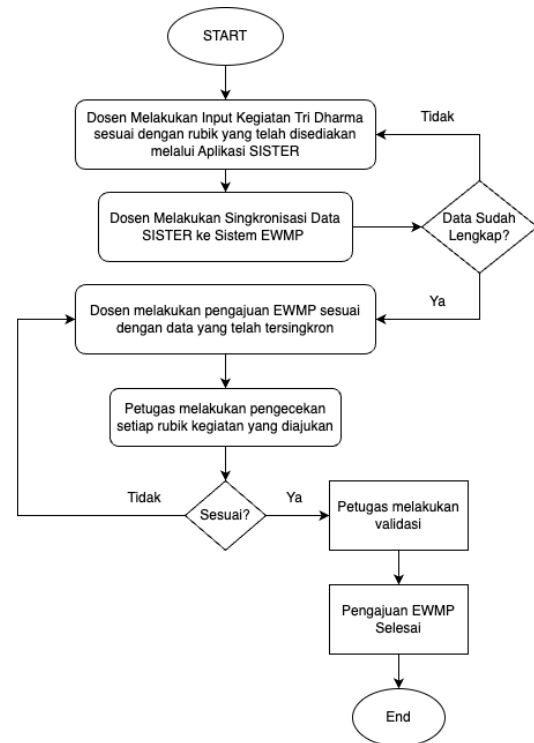 START
Dosen Melakukan Input Kegiatan Tri Dharma
sesuai dengan rubik yang telah disediakan
melalui Aplikasi SISTER
Tidak
Dosen Melakukan Singkronisasi Data
SISTER ke Sistem EWMP
Data Sudah
Lengkap?
Ya
Dosen melakukan pengajuan EWMP sesuai
dengan data yang telah tersingkron
Petugas melakukan pengecekan
setiap rubik kegiatan yang diajukan
Tidak
Sesuai?
Ya
Petugas melakukan
validasi
Pengajuan EWMP
Selesai
End